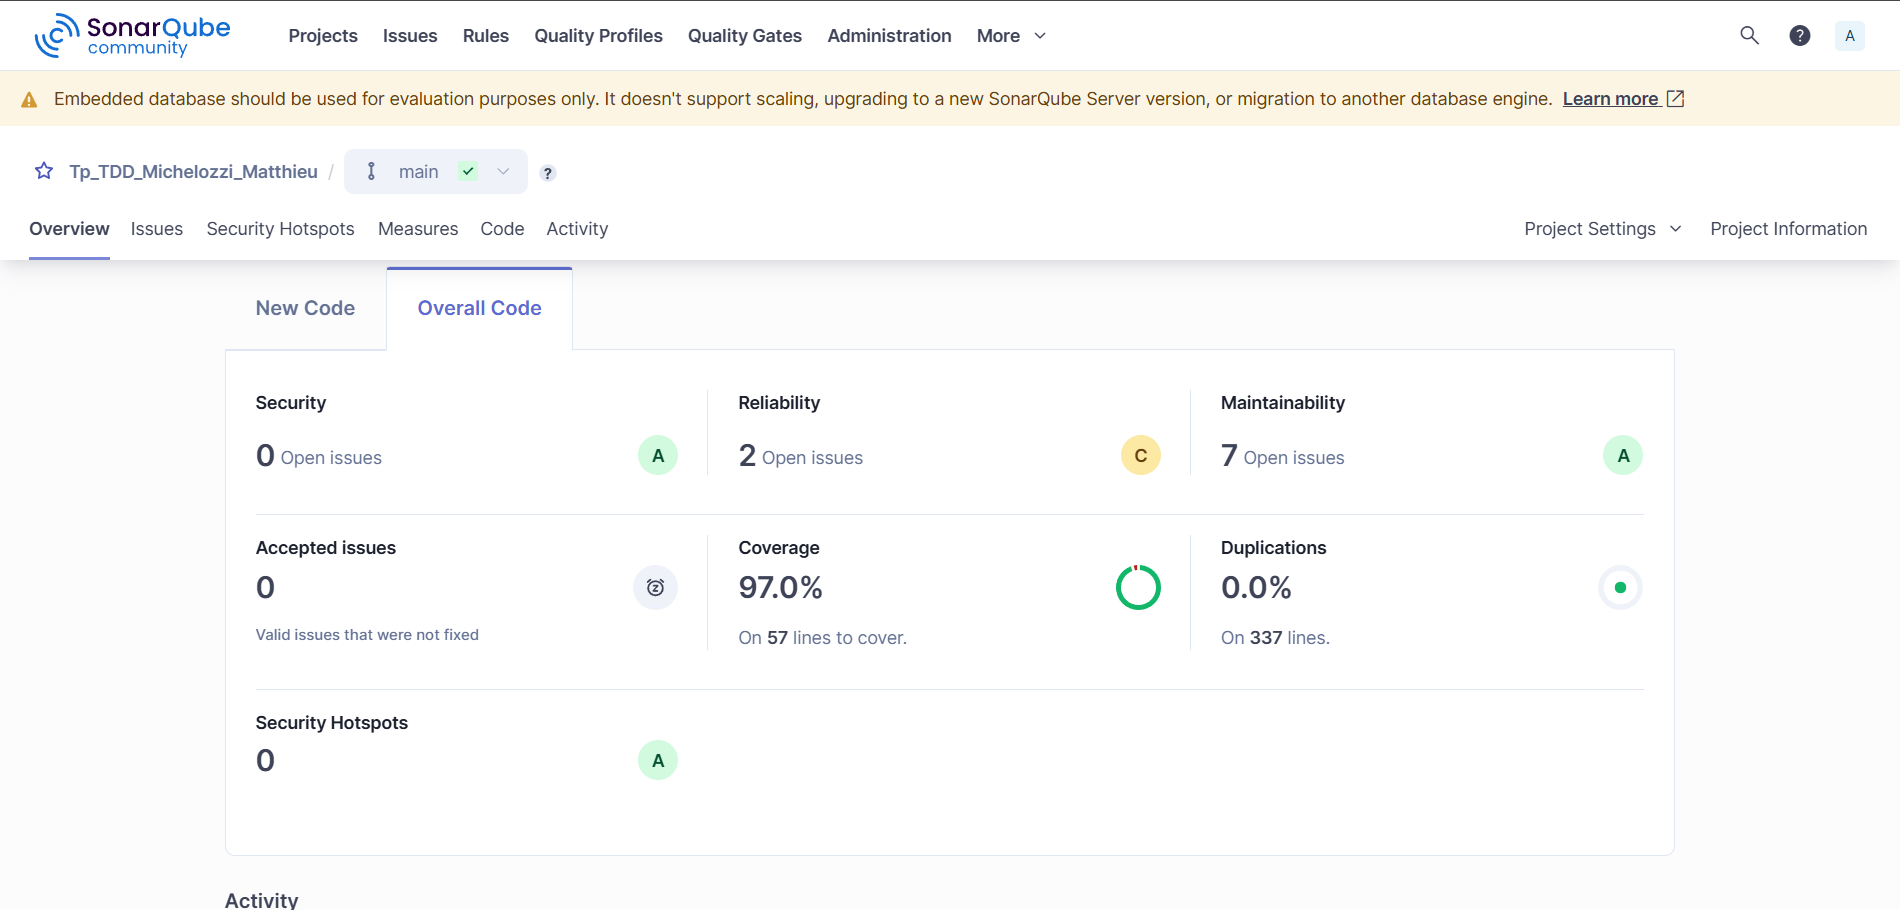 SonarQube community
Projects Issues Rules Quality Profiles Quality Gates Administration More ? A
Embedded database should be used for evaluation purposes only. It doesn't support scaling, upgrading to a new SonarQube Server version, or migration to another database engine. Learn more
Tp_TDD_Michelozzi_Matthieu / main ?
Overview Issues Security Hotspots Measures Code Activity Project Settings Project Information
New Code Overall Code
Security Reliability Maintainability
0 Open issues A 2 Open issues C 7 Open issues A
Accepted issues Coverage Duplications
0 z 97.0% 0.0%
Valid issues that were not fixed On 57 lines to cover. On 337 lines.
Security Hotspots
0 A
Activity